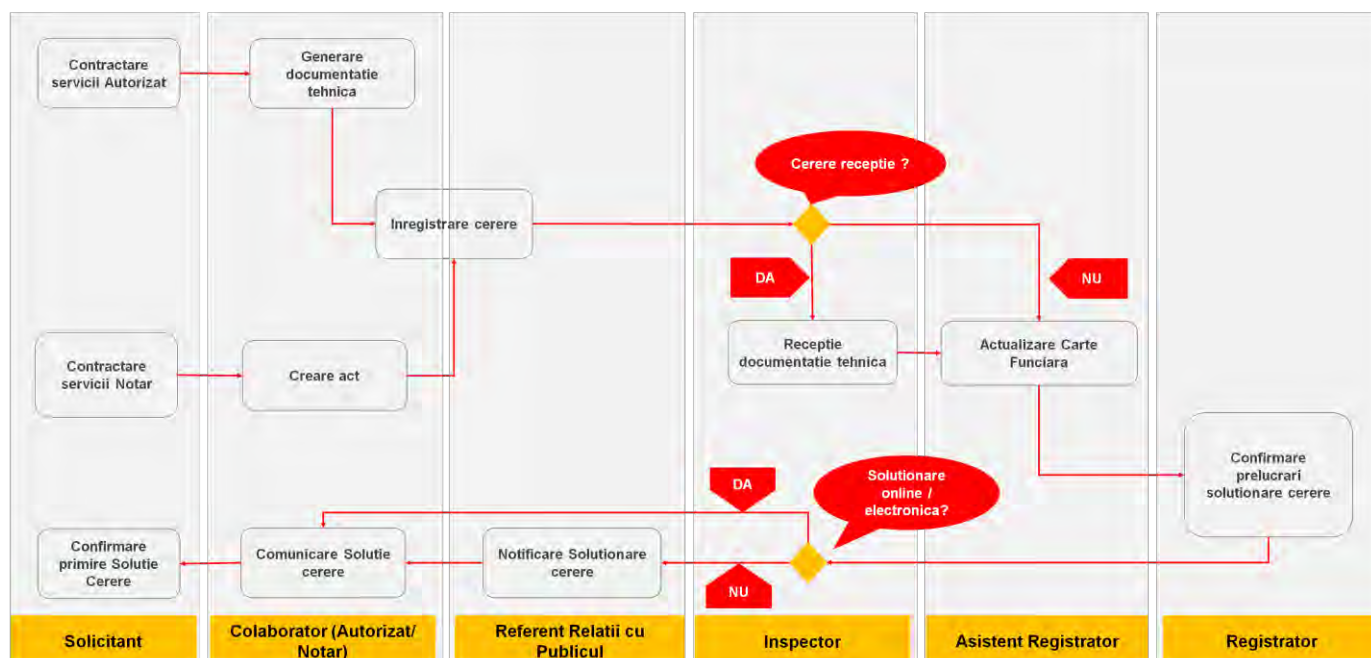 Contractare
servicii Autorizat
Generare
documentatie
tehnica
Cerere receptie ?
Inregistrare cerere
DA
NU
Contractare
servicii Notar
Creare act
Receptie
documentatie tehnica
Actualizare Carte
Funciara
Confirmare
prelucrari
solutionare cerere
DA
Solutionare
online /
electronica?
Confirmare
primire Solutie
Cerere
Comunicare Solutie
cerere
Notificare Solutionare
cerere
NU
Solicitant
Colaborator (Autorizat/
Notar)
Referent Relatii cu
Publicul
Inspector
Asistent Registrator
Registrator